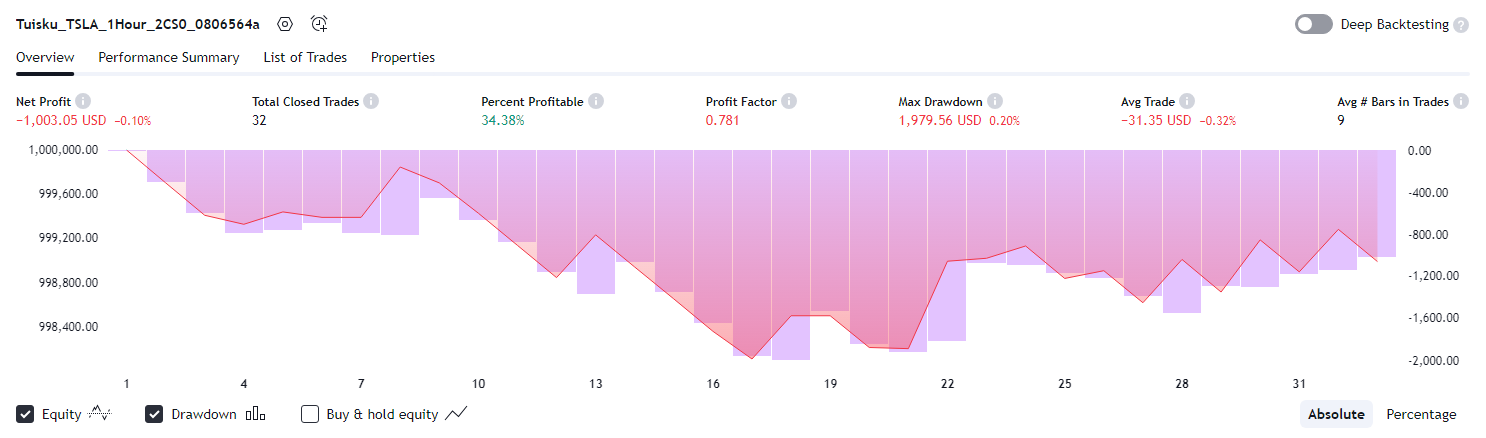 Tuisku_TSLA_1Hour_2CS0_0806564a
Deep Backtesting ?
Overview Performance Summary List of Trades Properties
Net Profit i Total Closed Trades i Percent Profitable i Profit Factor i Max Drawdown i Avg Trade i Avg # Bars in Trades i
−1,003.05 USD −0.10% 32 34.38% 0.781 1,979.56 USD 0.20% −31.35 USD −0.32% 9
1,000,000.00 0.00
999,600.00 -400.00
999,200.00 -800.00
998,800.00 -1,200.00
998,400.00 -1,600.00
-2,000.00
1 4 7 10 13 16 19 22 25 28 31
Equity Drawdown Buy & hold equity Absolute Percentage